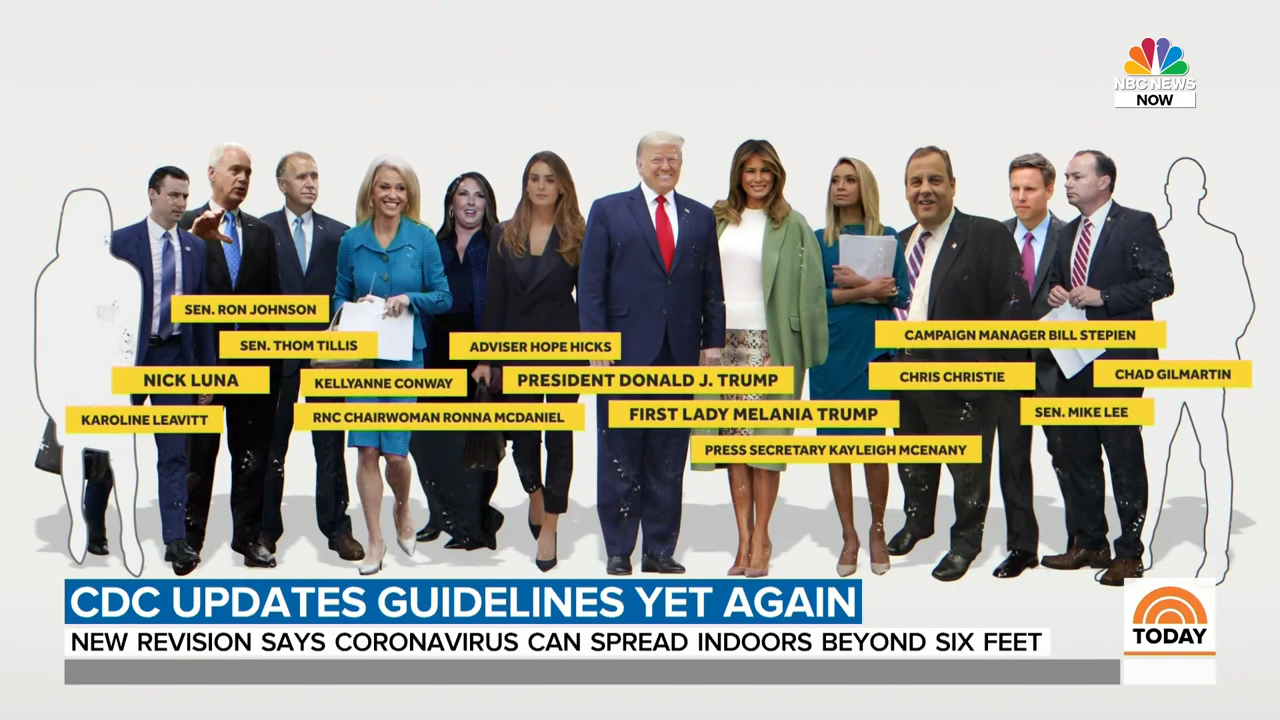 NBC NEWS
NOW
SEN. RON JOHNSON
SEN. THOM TILLIS
ADVISER HOPE HICKS
CAMPAIGN MANAGER BILL STEPIEN
NICK LUNA
KELLYANNE CONWAY
PRESIDENT DONALD J. TRUMP
CHRIS CHRISTIE
CHAD GILMARTIN
KAROLINE LEAVITT
RNC CHAIRWOMAN RONNA MCDANIEL
FIRST LADY MELANIA TRUMP
SEN. MIKE LEE
PRESS SECRETARY KAYLEIGH MCENANY
CDC UPDATES GUIDELINES YET AGAIN
NEW REVISION SAYS CORONAVIRUS CAN SPREAD INDOORS BEYOND SIX FEET
TODAY